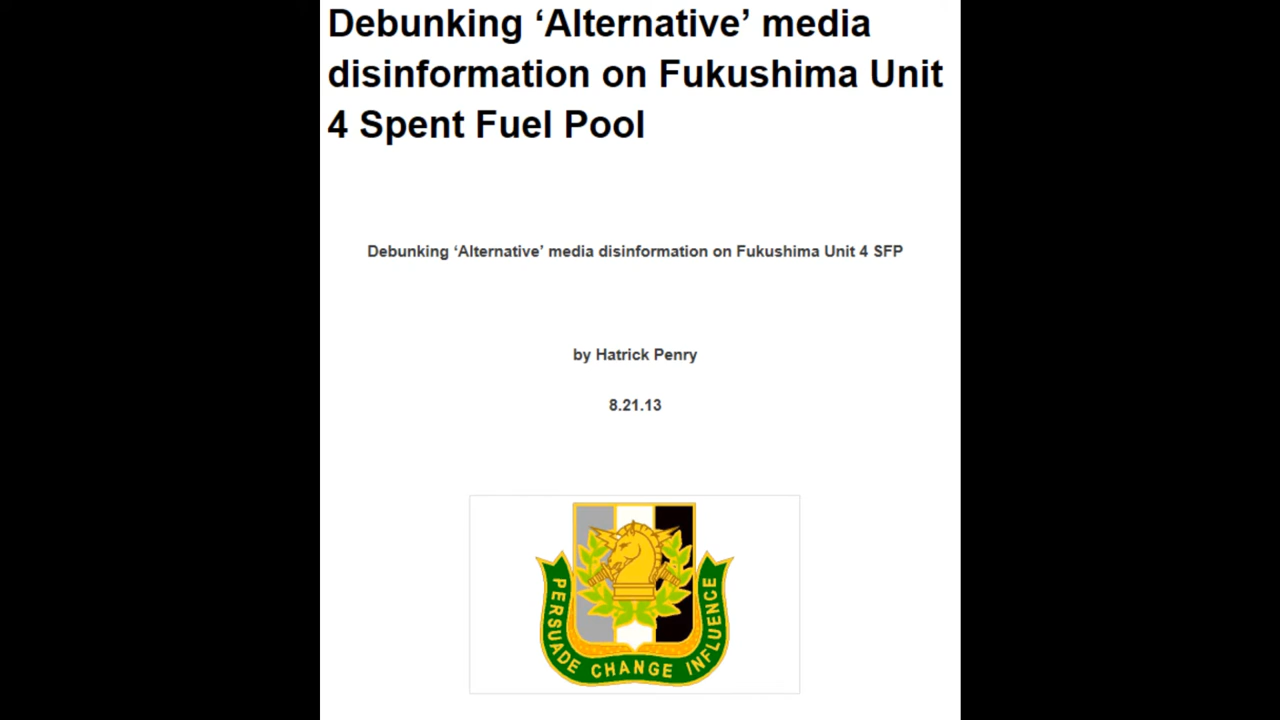 Debunking ‘Alternative’ media
disinformation on Fukushima Unit
4 Spent Fuel Pool
Debunking ‘Alternative’ media disinformation on Fukushima Unit 4 SFP
by Hatrick Penry
8.21.13
PERSUADE CHANGE INFLUENCE